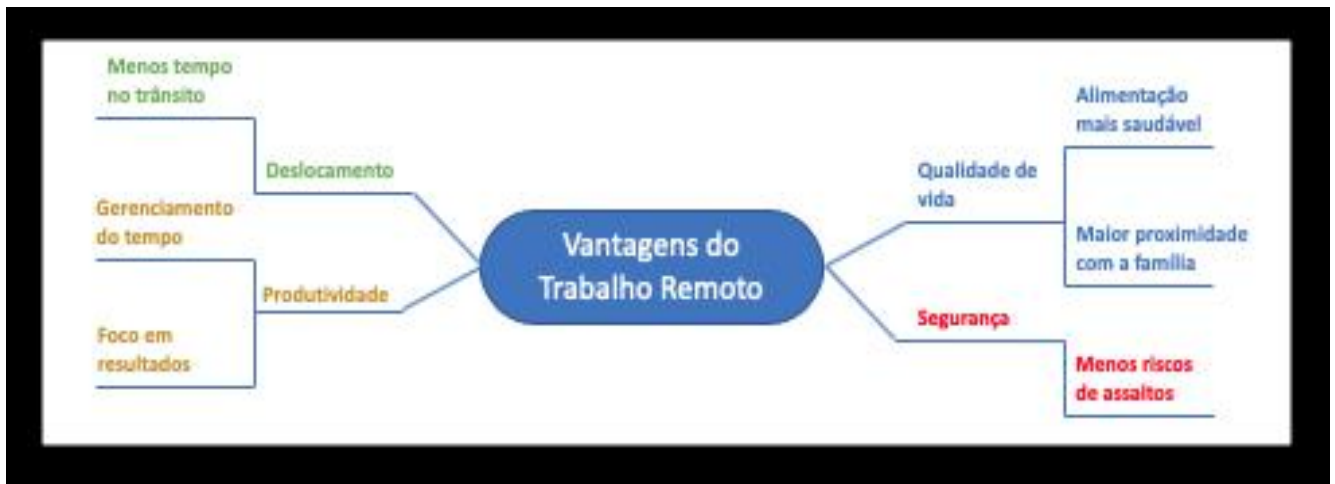 Menos tempo
no trânsito
Deslocamento
Gerenciamento
do tempo
Produtividade
Foco em
resultados
Vantagens do
Trabalho Remoto
Qualidade de
vida
Alimentação
mais saudável
Maior proximidade
com a família
Segurança
Menos riscos
de assaltos